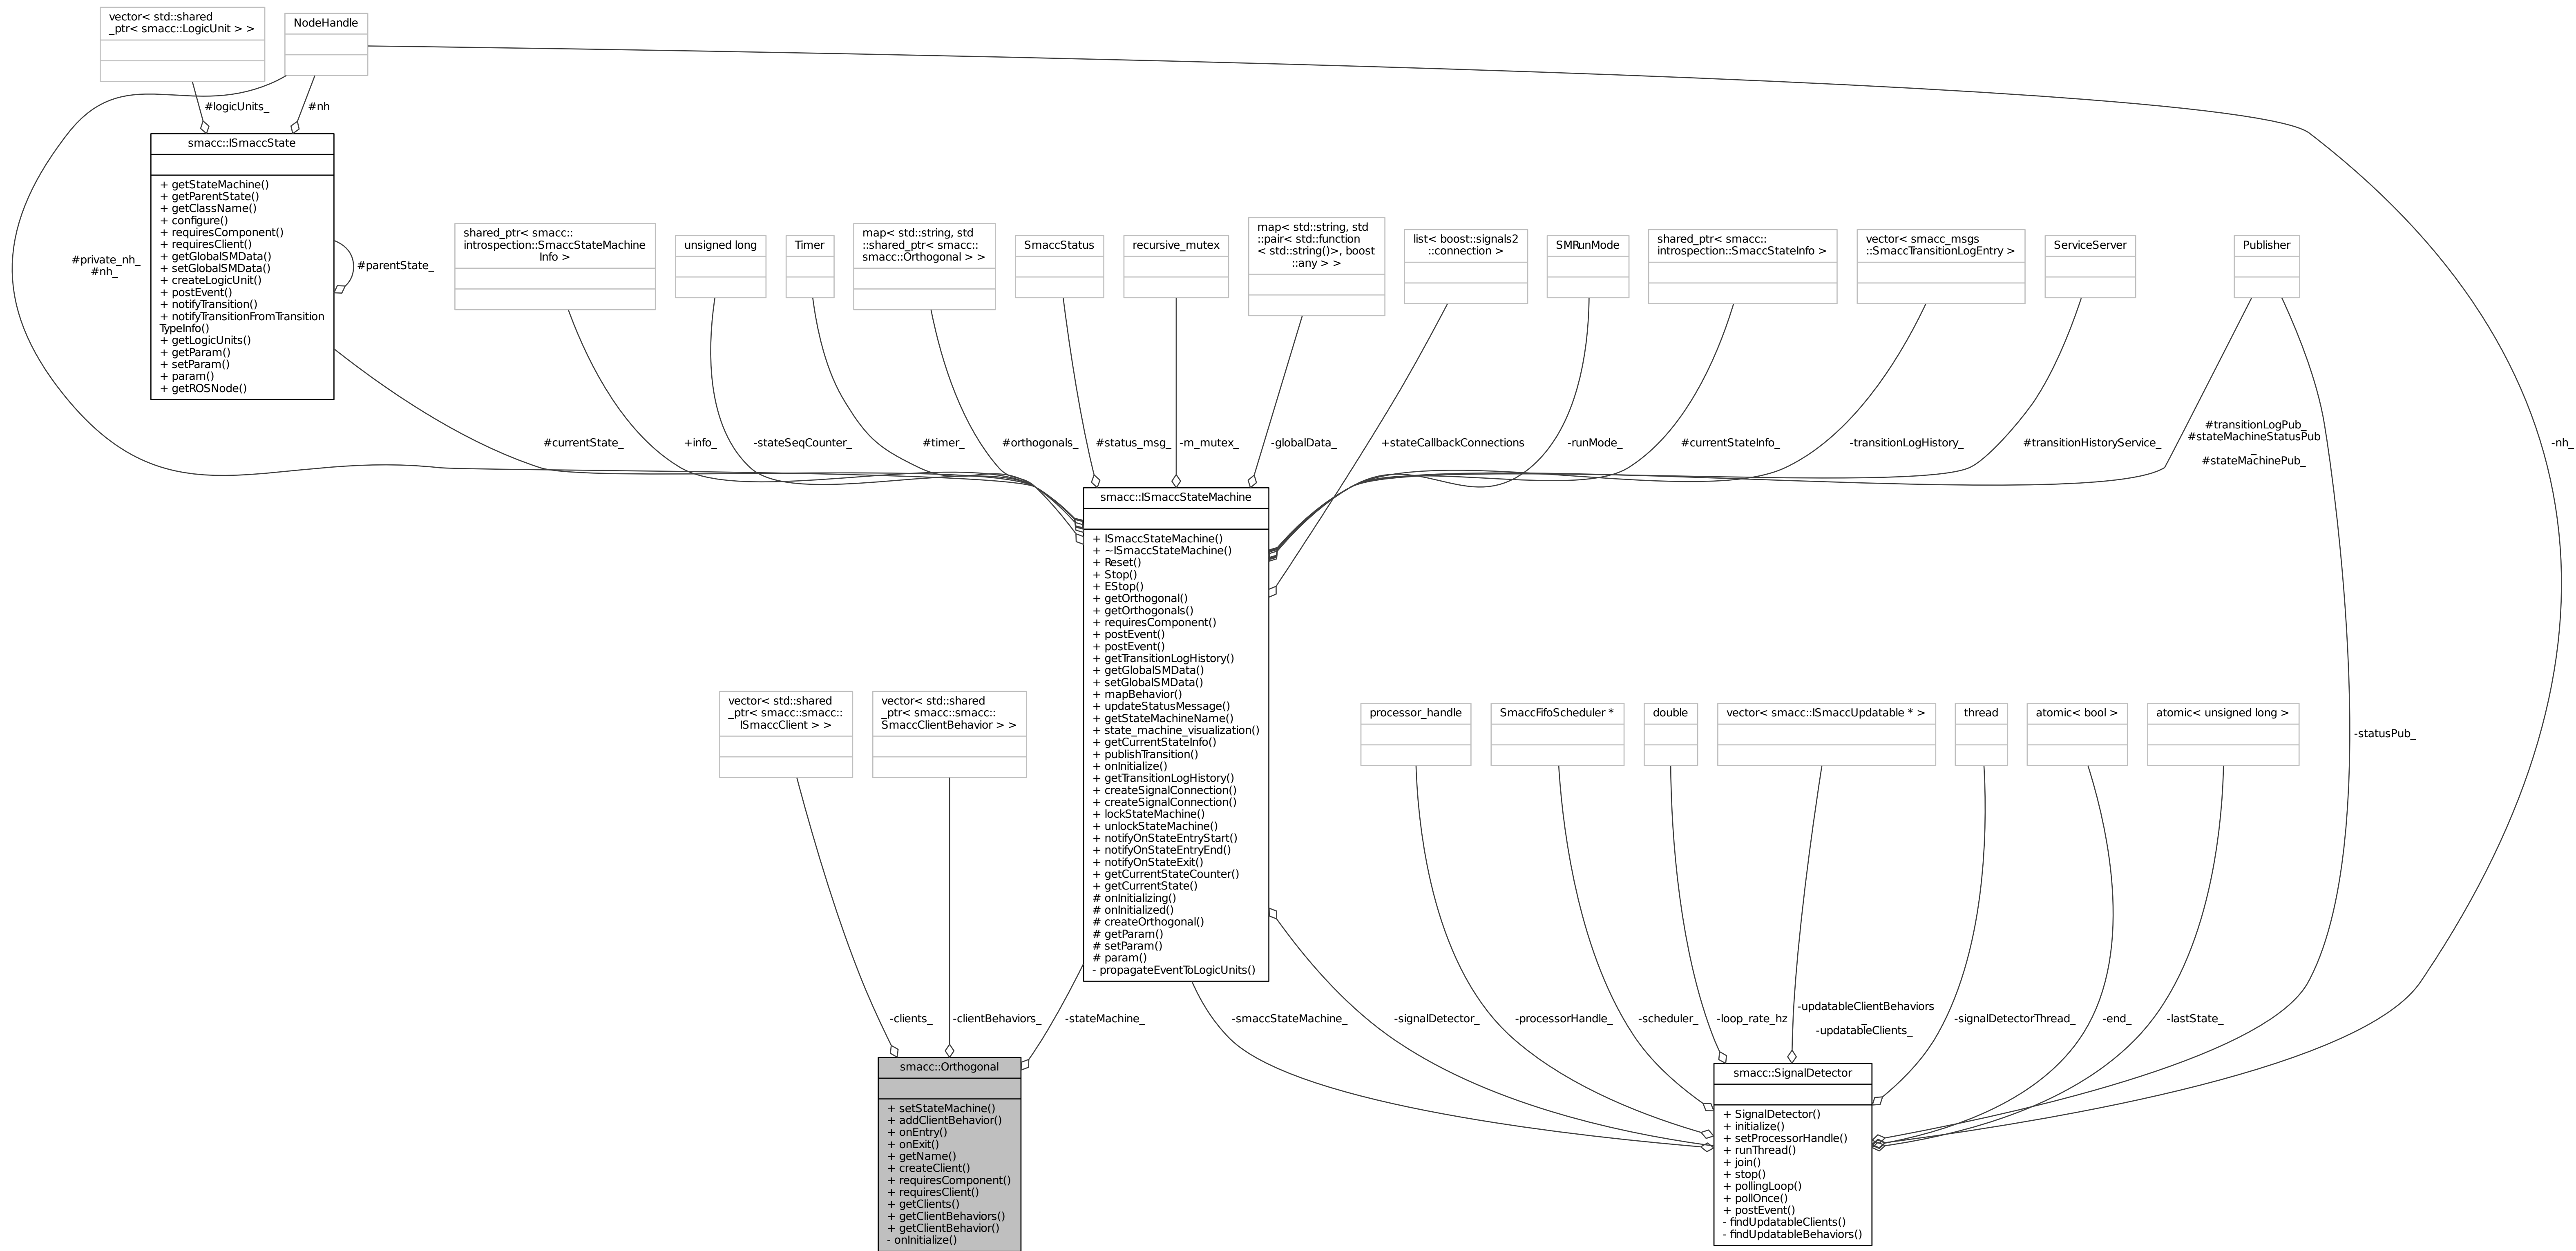 vector< std::shared
_ptr< smacc::LogicUnit > >
NodeHandle
#logicUnits_
#nh
smacc::ISmaccState
+ getStateMachine()
+ getParentState()
+ getClassName()
+ configure()
+ requiresComponent()
+ requiresClient()
+ getGlobalSMData()
+ setGlobalSMData()
+ createLogicUnit()
+ postEvent()
+ notifyTransition()
+ notifyTransitionFromTransition
TypeInfo()
+ getLogicUnits()
+ getParam()
+ setParam()
+ param()
+ getROSNode()
#private_nh_
#nh_
#parentState_
shared_ptr< smacc::
introspection::SmaccStateMachine
Info >
unsigned long
Timer
map< std::string, std
::shared_ptr< smacc::
smacc::Orthogonal > >
SmaccStatus
recursive_mutex
map< std::string, std
::pair< std::function
< std::string()>, boost
::any > >
list< boost::signals2
::connection >
SMRunMode
shared_ptr< smacc::
introspection::SmaccStateInfo >
vector< smacc_msgs
::SmaccTransitionLogEntry >
ServiceServer
Publisher
#currentState_
+info_
-stateSeqCounter_
#timer_
#orthogonals_
#status_msg_
-m_mutex_
-globalData_
+stateCallbackConnections
-runMode_
#currentStateInfo_
-transitionLogHistory_
#transitionHistoryService_
#transitionLogPub_
#stateMachineStatusPub
_
#stateMachinePub_
-nh_
smacc::ISmaccStateMachine
+ ISmaccStateMachine()
+ ~ISmaccStateMachine()
+ Reset()
+ Stop()
+ EStop()
+ getOrthogonal()
+ getOrthogonals()
+ requiresComponent()
+ postEvent()
+ postEvent()
+ getTransitionLogHistory()
+ getGlobalSMData()
+ setGlobalSMData()
+ mapBehavior()
+ updateStatusMessage()
+ getStateMachineName()
+ state_machine_visualization()
+ getCurrentStateInfo()
+ publishTransition()
+ onInitialize()
+ getTransitionLogHistory()
+ createSignalConnection()
+ createSignalConnection()
+ lockStateMachine()
+ unlockStateMachine()
+ notifyOnStateEntryStart()
+ notifyOnStateEntryEnd()
+ notifyOnStateExit()
+ getCurrentStateCounter()
+ getCurrentState()
# onInitializing()
# onInitialized()
# createOrthogonal()
# getParam()
# setParam()
# param()
- propagateEventToLogicUnits()
vector< std::shared
_ptr< smacc::smacc::
ISmaccClient > >
vector< std::shared
_ptr< smacc::smacc::
SmaccClientBehavior > >
processor_handle
SmaccFifoScheduler *
double
vector< smacc::ISmaccUpdatable * >
thread
atomic< bool >
atomic< unsigned long >
-statusPub_
-clients_
-clientBehaviors_
-stateMachine_
-smaccStateMachine_
-signalDetector_
-processorHandle_
-scheduler_
-loop_rate_hz
-updatableClientBehaviors
_
-updatableClients_
-signalDetectorThread_
-end_
-lastState_
smacc::Orthogonal
+ setStateMachine()
+ addClientBehavior()
+ onEntry()
+ onExit()
+ getName()
+ createClient()
+ requiresComponent()
+ requiresClient()
+ getClients()
+ getClientBehaviors()
+ getClientBehavior()
- onInitialize()
smacc::SignalDetector
+ SignalDetector()
+ initialize()
+ setProcessorHandle()
+ runThread()
+ join()
+ stop()
+ pollingLoop()
+ pollOnce()
+ postEvent()
- findUpdatableClients()
- findUpdatableBehaviors()